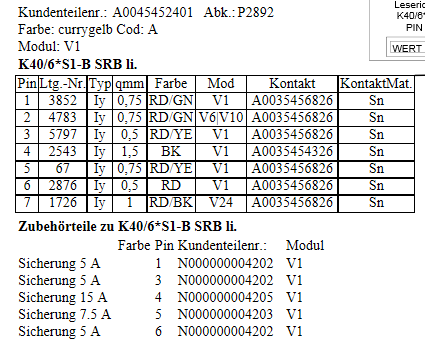 Kundenteilenr.: A0045452401 Abk.: P2892
Farbe: currygelb Cod: A
Modul: V1
K40/6*S1-B SRB li.
Pin Ltg.-Nr. Typ qmm Farbe Mod Kontakt KontaktMat.
1 3852 Iy 0,75 RD/GN V1 A0035456826 Sn
2 4783 Iy 0,75 RD/GN V6|V10 A0035456826 Sn
3 5797 Iy 0,5 RD/YE V1 A0035456826 Sn
4 2543 Iy 1,5 BK V1 A0035454326 Sn
5 67 Iy 0,75 RD/YE V1 A0035456826 Sn
6 2876 Iy 0,5 RD V1 A0035456826 Sn
7 1726 Iy 1 RD/BK V24 A0035456826 Sn
Zubehörteile zu K40/6*S1-B SRB li.
Farbe Pin Kundenteilenr.: Modul
Sicherung 5 A 1 N000000004202 V1
Sicherung 5 A 3 N000000004202 V1
Sicherung 15 A 4 N000000004205 V1
Sicherung 7.5 A 5 N000000004203 V1
Sicherung 5 A 6 N000000004202 V1
K40/6*
PIN
WERT